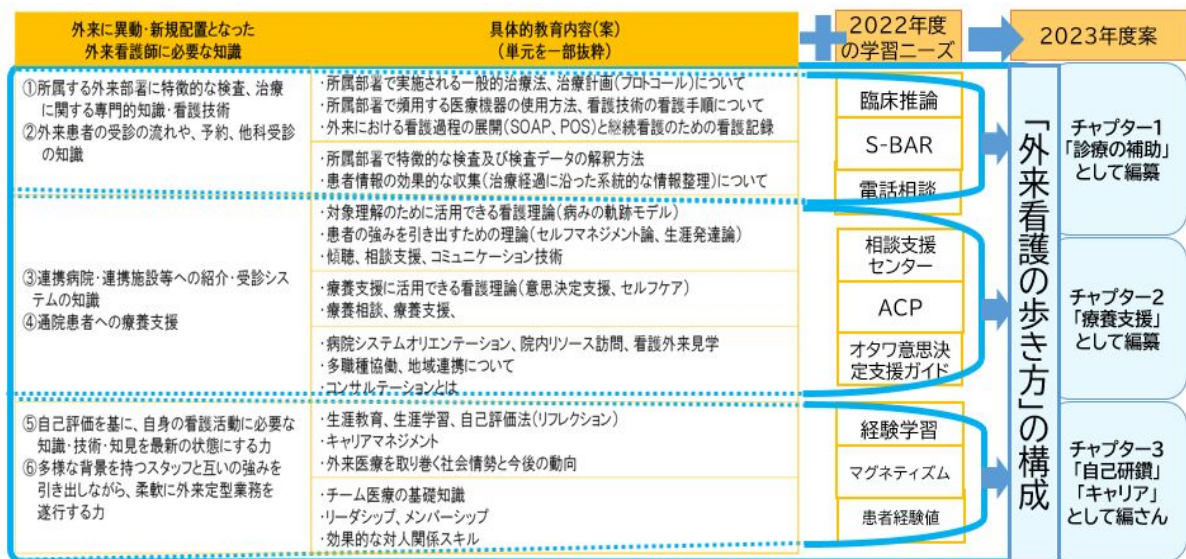 外来に異動・新規配置となった
外来看護師に必要な知識
具体的教育内容(案)
(単元を一部抜粋)
2022年度
の学習ニーズ
2023年度案
①所属する外来部署に特徴的な検査、治療
に関する専門的知識・看護技術
②外来患者の受診の流れや、予約、他科受診
の知識
・所属部署で実施される一般的治療法、治療計画(プロトコール)について
・所属部署で頻用する医療機器の使用方法、看護技術の看護手順について
・外来における看護過程の展開(SOAP、POS)と継続看護のための看護記録
・所属部署で特徴的な検査及び検査データの解釈方法
・患者情報の効果的な収集(治療経過に沿った系統的な情報整理)について
臨床推論
S-BAR
電話相談
③連携病院・連携施設等への紹介・受診シス
テムの知識
④通院患者への療養支援
・対象理解のために活用できる看護理論(病みの軌跡モデル)
・患者の強みを引き出すための理論(セルフマネジメント論、生涯発達論)
・傾聴、相談支援、コミュニケーション技術
・療養支援に活用できる看護理論(意思決定支援、セルフケア)
・療養相談、療養支援、
・病院システムオリエンテーション、院内リソース訪問、看護外来見学
・多職種協働、地域連携について
・コンサルテーションとは
相談支援
センター
ACP
オタワ意思決
定支援ガイド
⑤自己評価を基に、自身の看護活動に必要な
知識・技術・知見を最新の状態にする力
⑥多様な背景を持つスタッフと互いの強みを
引き出しながら、柔軟に外来定型業務を
遂行する力
・生涯教育、生涯学習、自己評価法(リフレクション)
・キャリアマネジメント
・外来医療を取り巻く社会情勢と今後の動向
・チーム医療の基礎知識
・リーダシップ、メンバーシップ
・効果的な対人関係スキル
経験学習
マグネティズム
患者経験値
「外来看護の歩き方」の構成
チャプター1
「診療の補助」
として編纂
チャプター2
「療養支援」
として編纂
チャプター3
「自己研鑽」
「キャリア」
として編さん